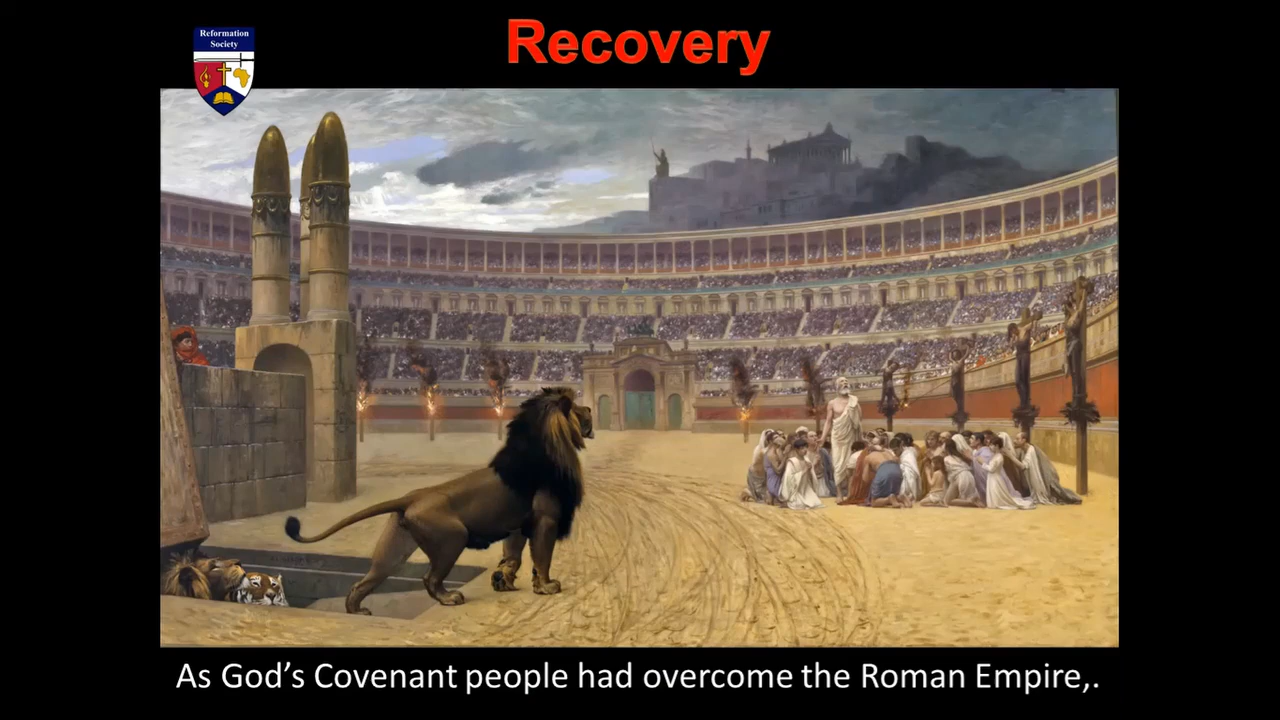 Reformation
Society
Recovery
As God's Covenant people had overcome the Roman Empire,.